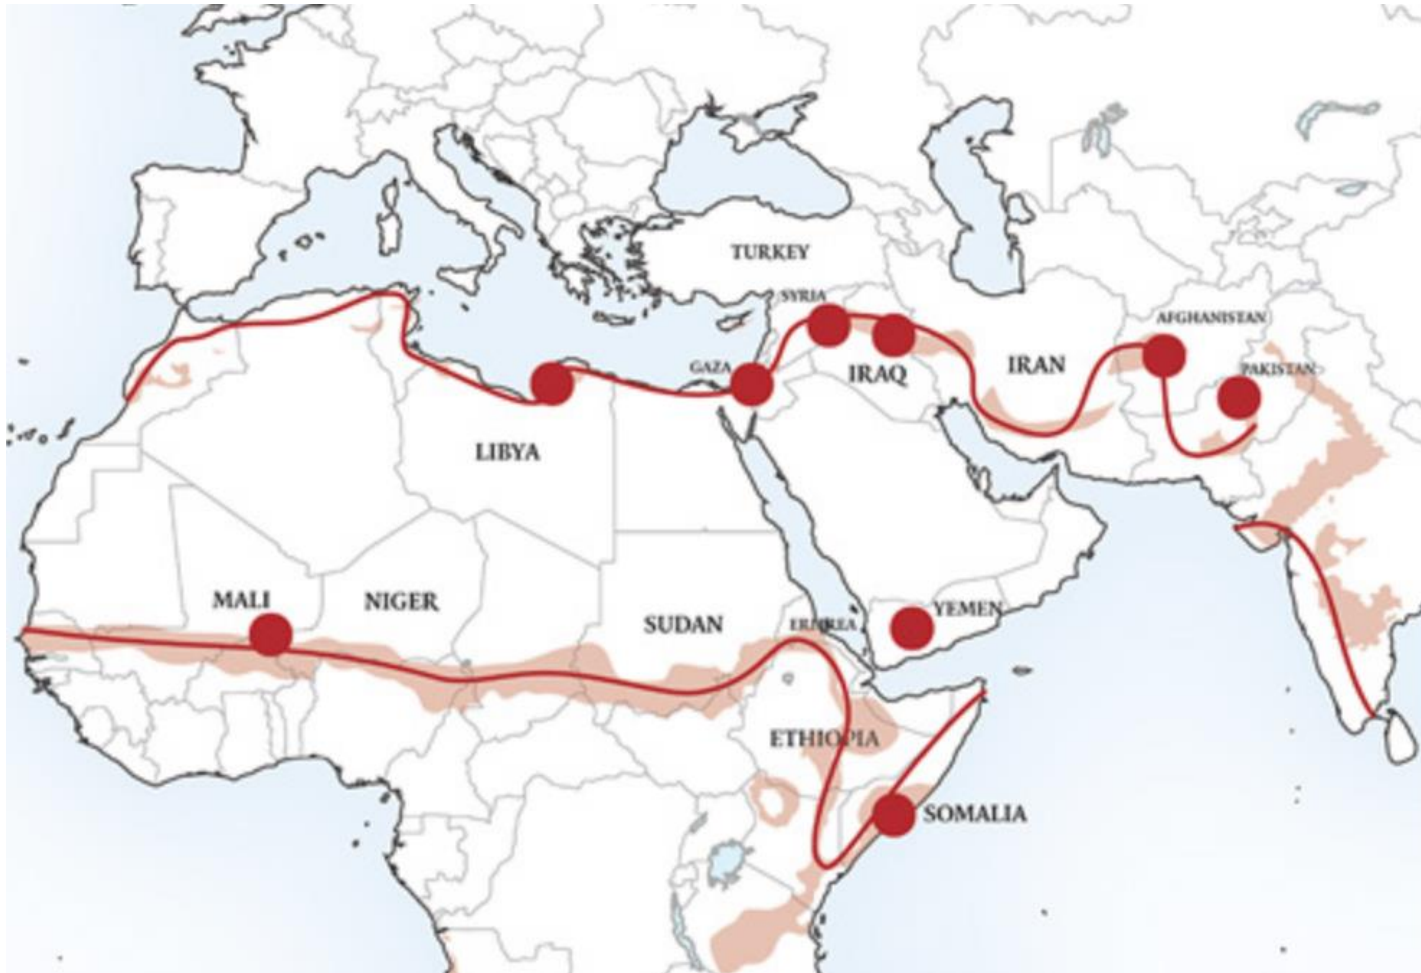 TURKEY
SYRIA
AFGHANISTAN
GAZA
IRAQ
IRAN
PAKISTAN
LIBYA
MALI
NIGER
SUDAN
ERITREA
YEMEN
ETHIOPIA
SOMALIA